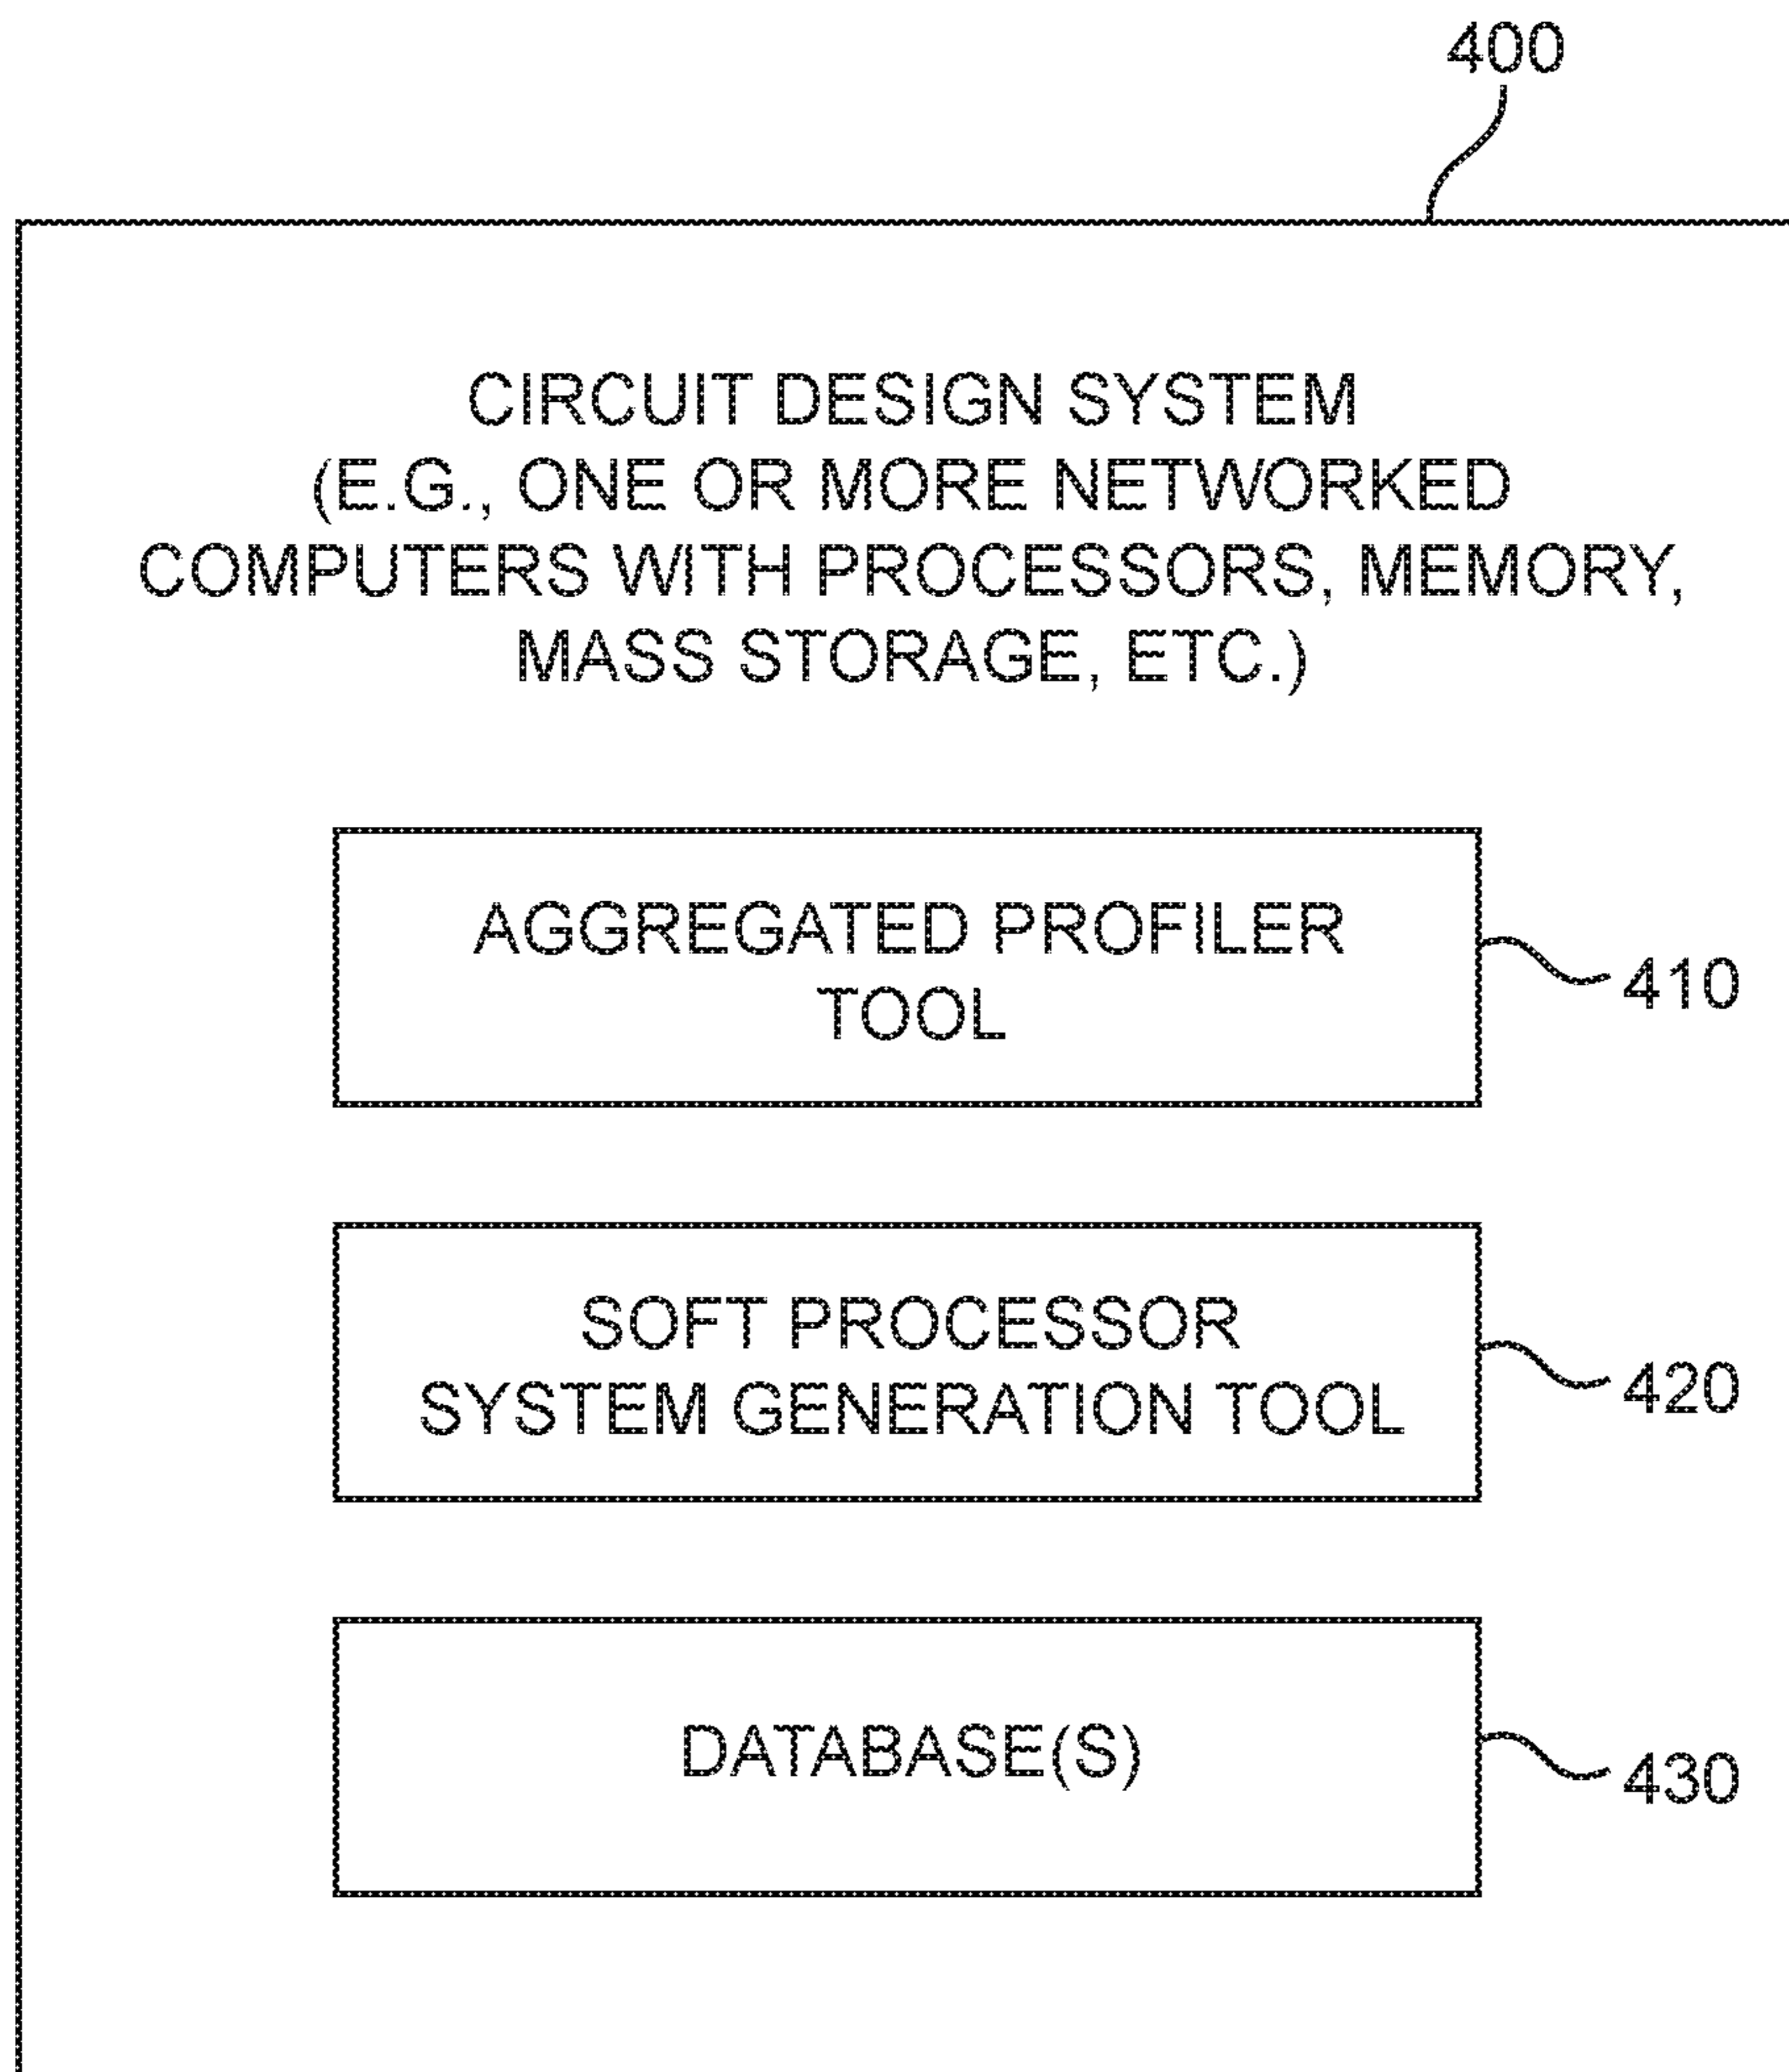 400
CIRCUIT DESIGN SYSTEM
(E.G., ONE OR MORE NETWORKED
COMPUTERS WITH PROCESSORS, MEMORY,
MASS STORAGE, ETC.)
AGGREGATED PROFILER
TOOL
410
SOFT PROCESSOR
SYSTEM GENERATION TOOL
420
DATABASE(S)
430